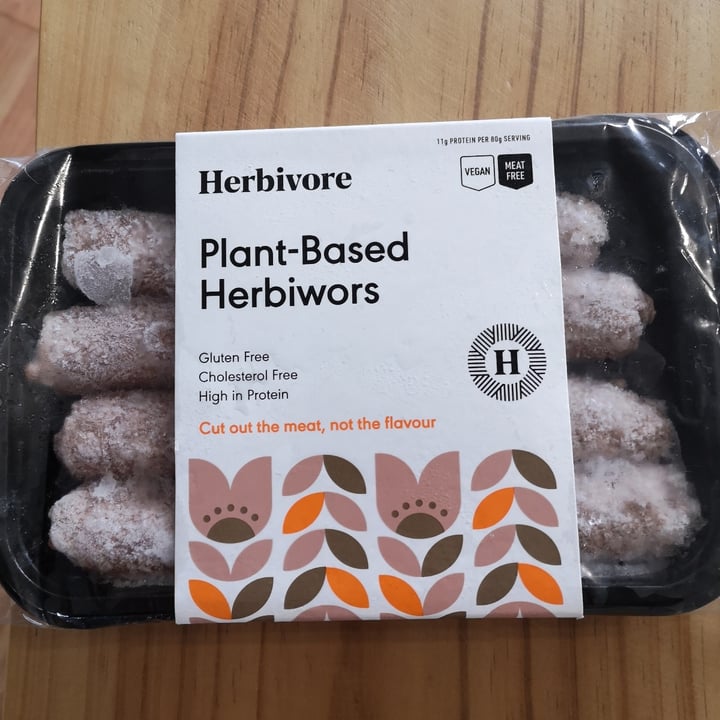 11g PROTEIN PER 80g SERVING
Herbivore
VEGAN
MEAT
FREE
Plant-Based
Herbiwors
Gluten Free
Cholesterol Free
High in Protein
H
Cut out the meat, not the flavour